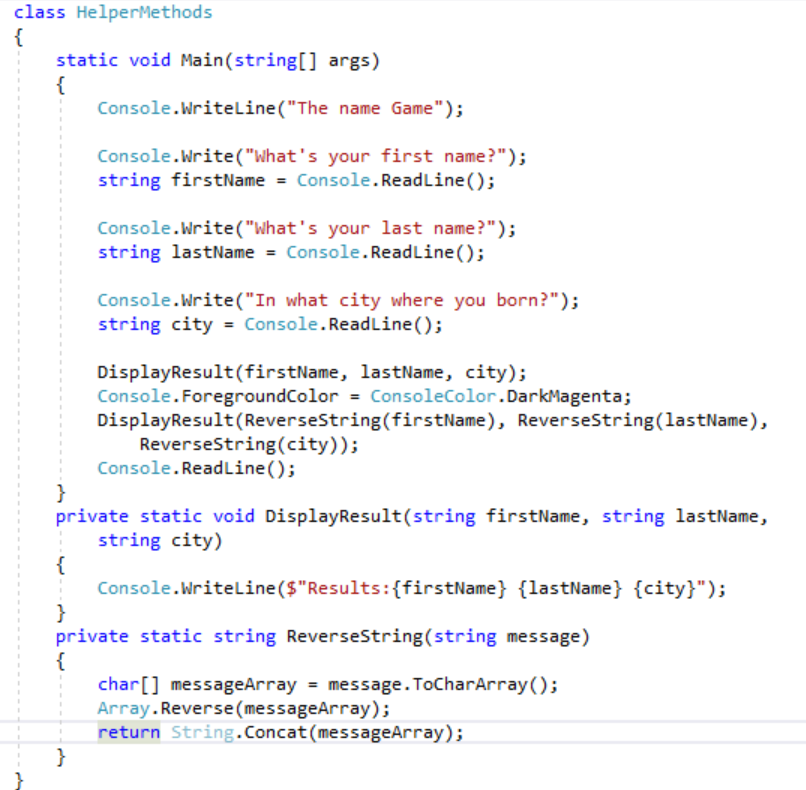 class HelperMethods
{
    static void Main(string[] args)
    {
        Console.WriteLine("The name Game");

        Console.Write("What's your first name?");
        string firstName = Console.ReadLine();

        Console.Write("What's your last name?");
        string lastName = Console.ReadLine();

        Console.Write("In what city where you born?");
        string city = Console.ReadLine();

        DisplayResult(firstName, lastName, city);
        Console.ForegroundColor = ConsoleColor.DarkMagenta;
        DisplayResult(ReverseString(firstName), ReverseString(lastName),
            ReverseString(city));
        Console.ReadLine();
    }
    private static void DisplayResult(string firstName, string lastName,
        string city)
    {
        Console.WriteLine($"Results:{firstName} {lastName} {city}");
    }
    private static string ReverseString(string message)
    {
        char[] messageArray = message.ToCharArray();
        Array.Reverse(messageArray);
        return String.Concat(messageArray);
    }
}